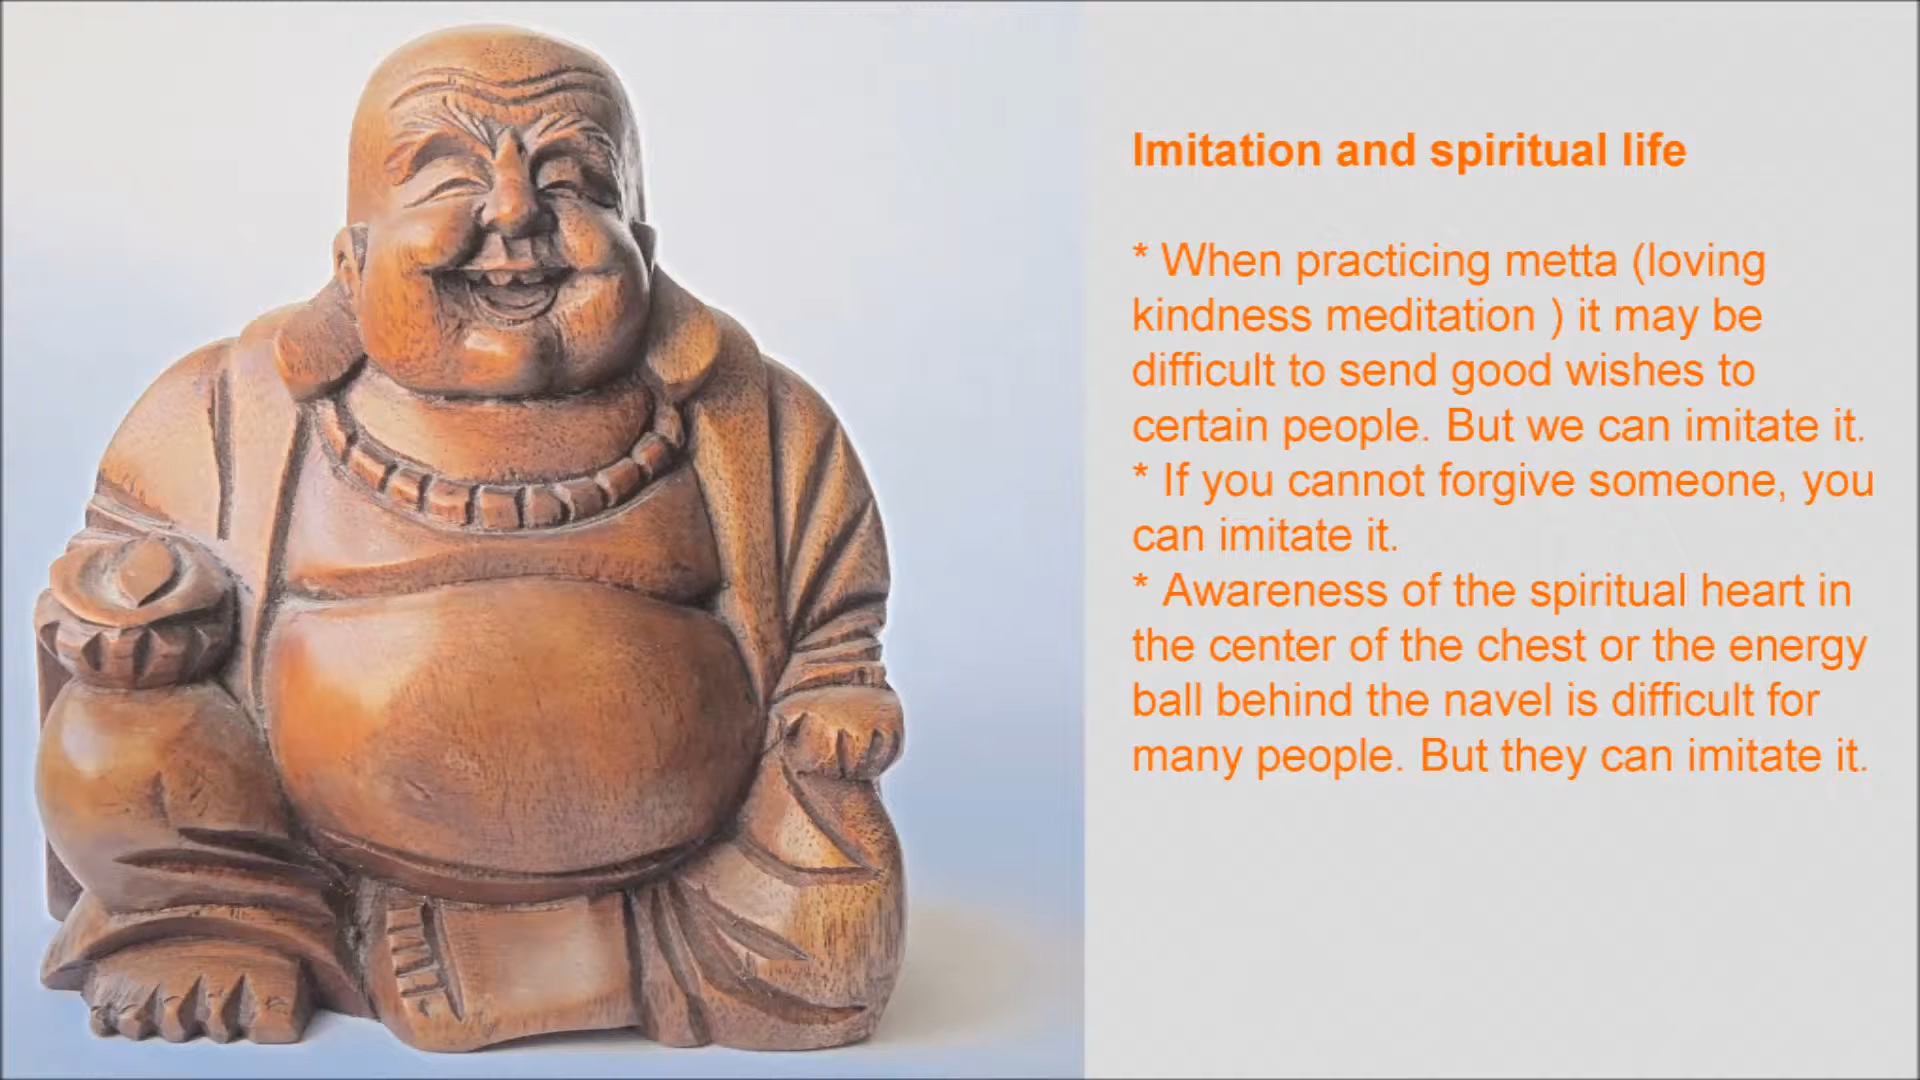 Imitation and spiritual life
* When practicing metta (loving
kindness meditation ) it may be
difficult to send good wishes to
certain people. But we can imitate it.
* If you cannot forgive someone, you
can imitate it.
* Awareness of the spiritual heart in
the center of the chest or the energy
ball behind the navel is difficult for
many people. But they can imitate it.